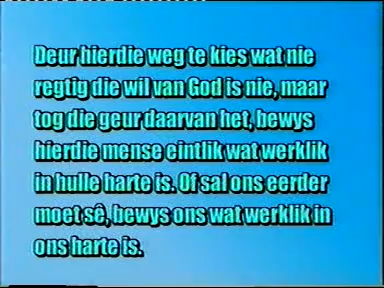 Deur hierdie weg te kies wat nie
regtig die wil van God is nie, maar
tog die geur daarvan het, bewys
hierdie mense eintlik wat werklik
in hulle harte is. Of sal ons eerder
moet sê, bewys ons wat werklik in
ons harte is.